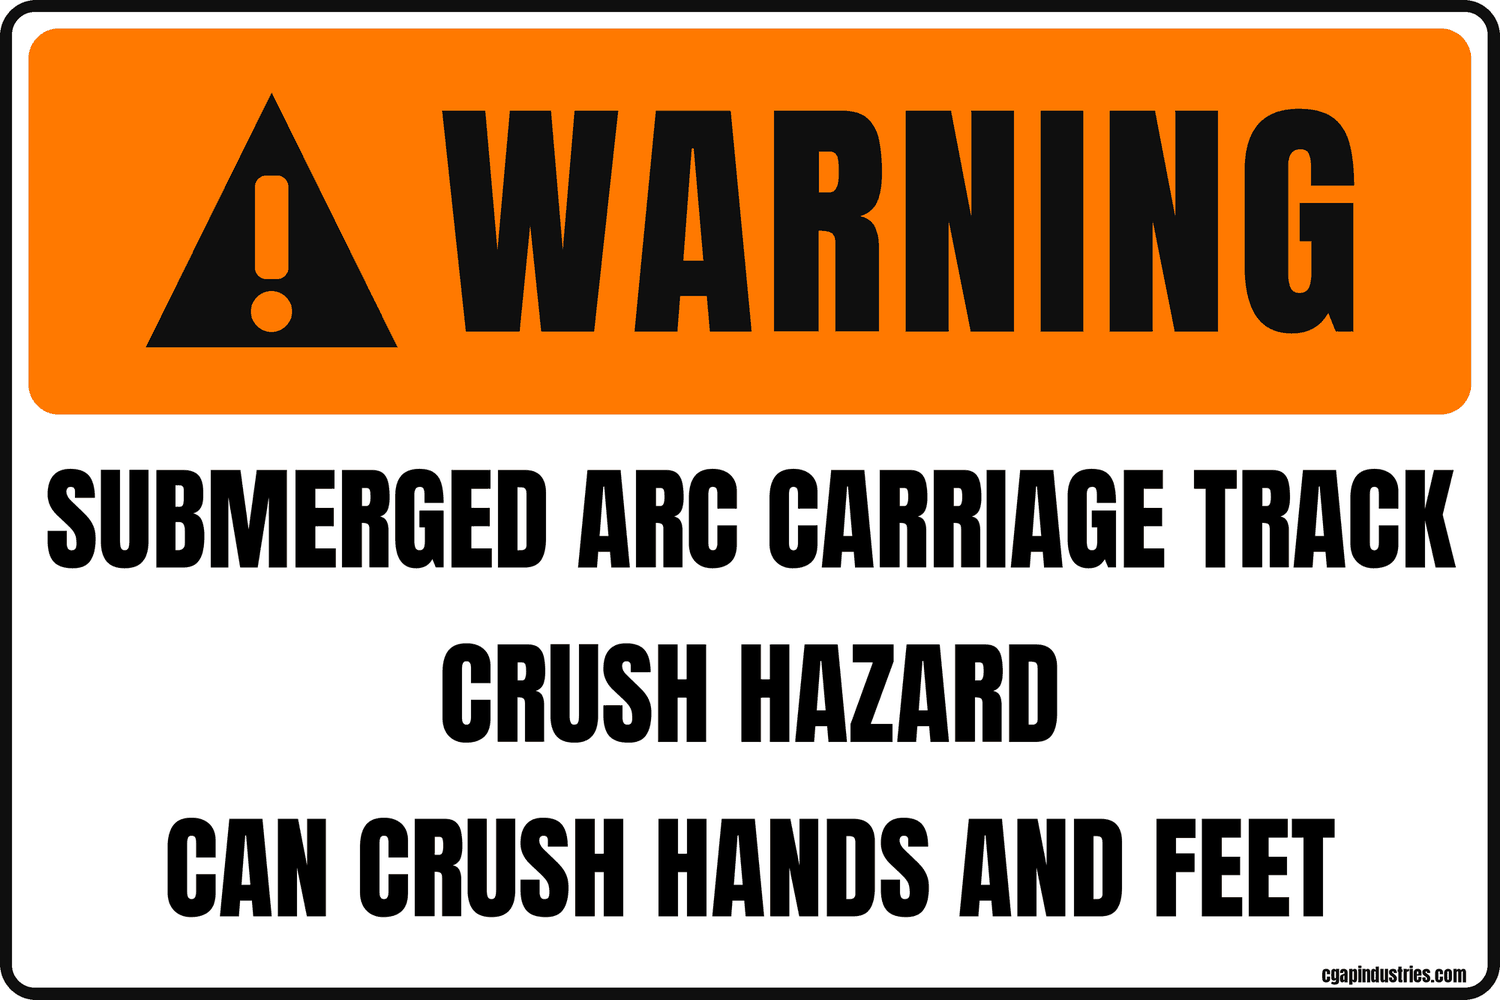 WARNING
SUBMERGED ARC CARRIAGE TRACK
CRUSH HAZARD
CAN CRUSH HANDS AND FEET
cgapindustries.com